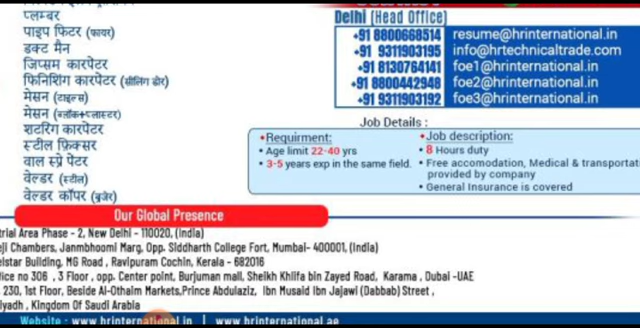 प्लम्बर
पाइप फिटर (फायर)
डक्ट मैन
जिप्सम कारपेंटर
फिनिशिंग कारपेंटर (सीलिंग डोर)
मेसन (टाइल्स)
मेसन (ब्लॉक+प्लास्टर)
शटरिंग कारपेंटर
स्टील फ़िक्सर
वाल स्प्रे पेंटर
वेल्डर (स्टील)
वेल्डर कॉपर (बुजेर)
Delhi (Head Office)
+91 8800668514 resume@hrinternational.in
+91 9311903195 info@hrtechnicaltrade.com
+91 8130764141 foe1@hrinternational.in
+91 8800442948 foe2@hrinternational.in
+91 9311903192 foe3@hrinternational.in
Job Details :
•Requirment:
• Age limit 22-40 yrs
• 3-5 years exp in the same field.
•Job description:
• 8 Hours duty
• Free accomodation, Medical & transportati
provided by company
• General Insurance is covered
Our Global Presence
trial Area Phase - 2, New Delhi - 110020, (India)
eji Chambers, Janmbhoomi Marg, Opp. Siddharth College Fort, Mumbai- 400001, (India)
elstar Building, MG Road , Ravipuram Cochin, Kerala - 682016
fice no 306 , 3 Floor , opp. Center point, Burjuman mall, Sheikh Khlifa bin Zayed Road, Karama , Dubai -UAE
230, 1st Floor, Beside Al-Othaim Markets,Prince Abdulaziz, Ibn Musaid Ibn Jajawi (Dabbab) Street ,
iyadh , Kingdom Of Saudi Arabia
Website : www.hrinternational.in | www.hrinternational.ae